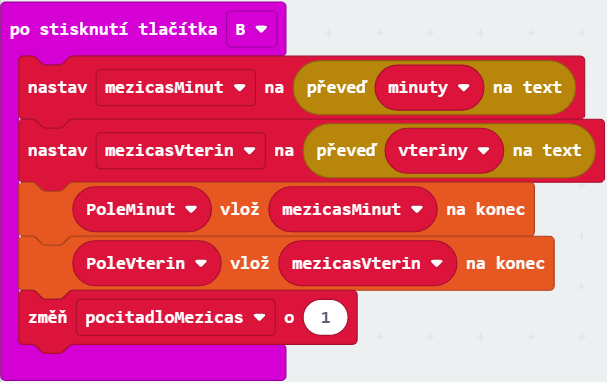 po stisknutí tlačítka B
nastav mezicasMinut na převeď minuty na text
nastav mezicasVterin na převeď vteriny na text
PoleMinut vlož mezicasMinut na konec
PoleVterin vlož mezicasVterin na konec
změň pocitadloMezicas o 1